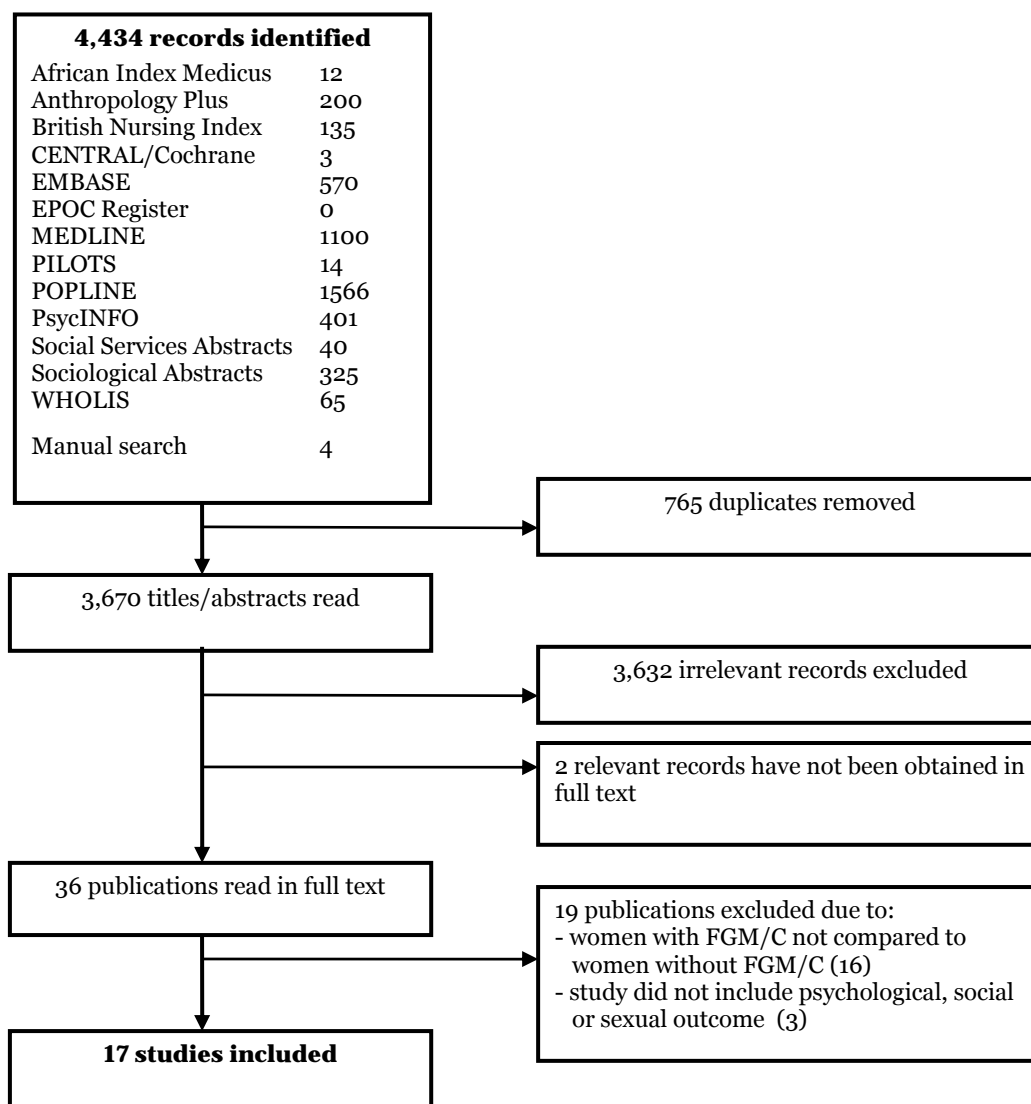 4,434 records identified
African Index Medicus 12
Anthropology Plus 200
British Nursing Index 135
CENTRAL/Cochrane 3
EMBASE 570
EPOC Register 0
MEDLINE 1100
PILOTS 14
POPLINE 1566
PsycINFO 401
Social Services Abstracts 40
Sociological Abstracts 325
WHOLIS 65
Manual search 4
765 duplicates removed
3,670 titles/abstracts read
3,632 irrelevant records excluded
2 relevant records have not been obtained in
full text
36 publications read in full text
19 publications excluded due to:
- women with FGM/C not compared to
women without FGM/C (16)
- study did not include psychological, social
or sexual outcome (3)
17 studies included